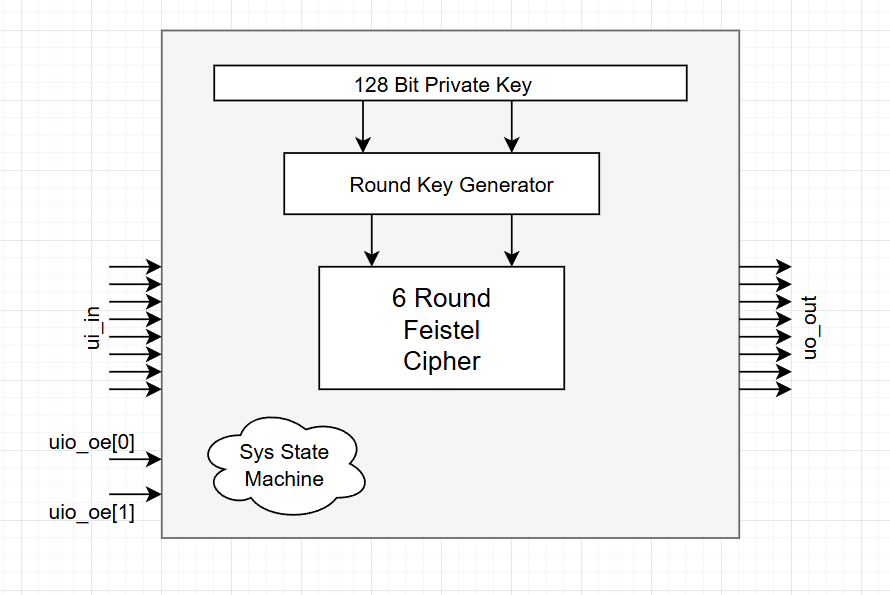 128 Bit Private Key
Round Key Generator
6 Round
Feistel
Cipher
ui_in
uo_out
uio_oe[0]
Sys State
Machine
uio_oe[1]